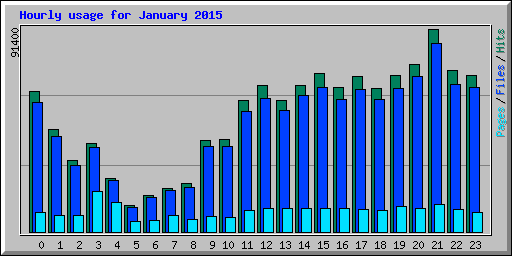 Hourly usage for January 2015
91400
Pages / Files / Hits
0 1 2 3 4 5 6 7 8 9 10 11 12 13 14 15 16 17 18 19 20 21 22 23